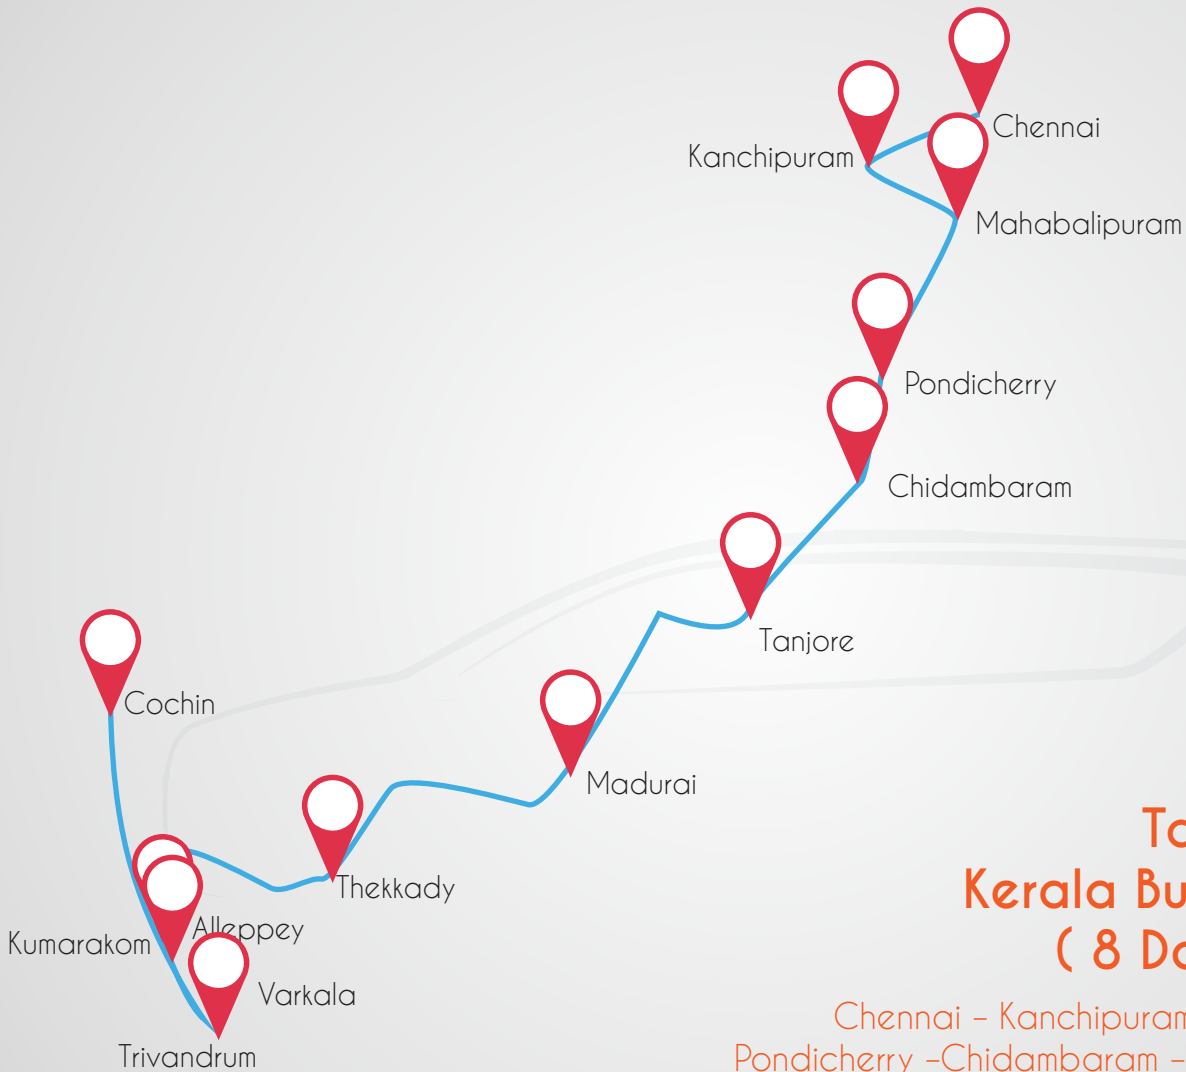 Chennai
Kanchipuram
Mahabalipuram
Pondicherry
Chidambaram
Tanjore
Cochin
Madurai
Thekkady
Alleppey
Kumarakom
Varkala
Trivandrum
Kerala Bu
( 8 Da
Chennai – Kanchipuram
Pondicherry –Chidambaram –